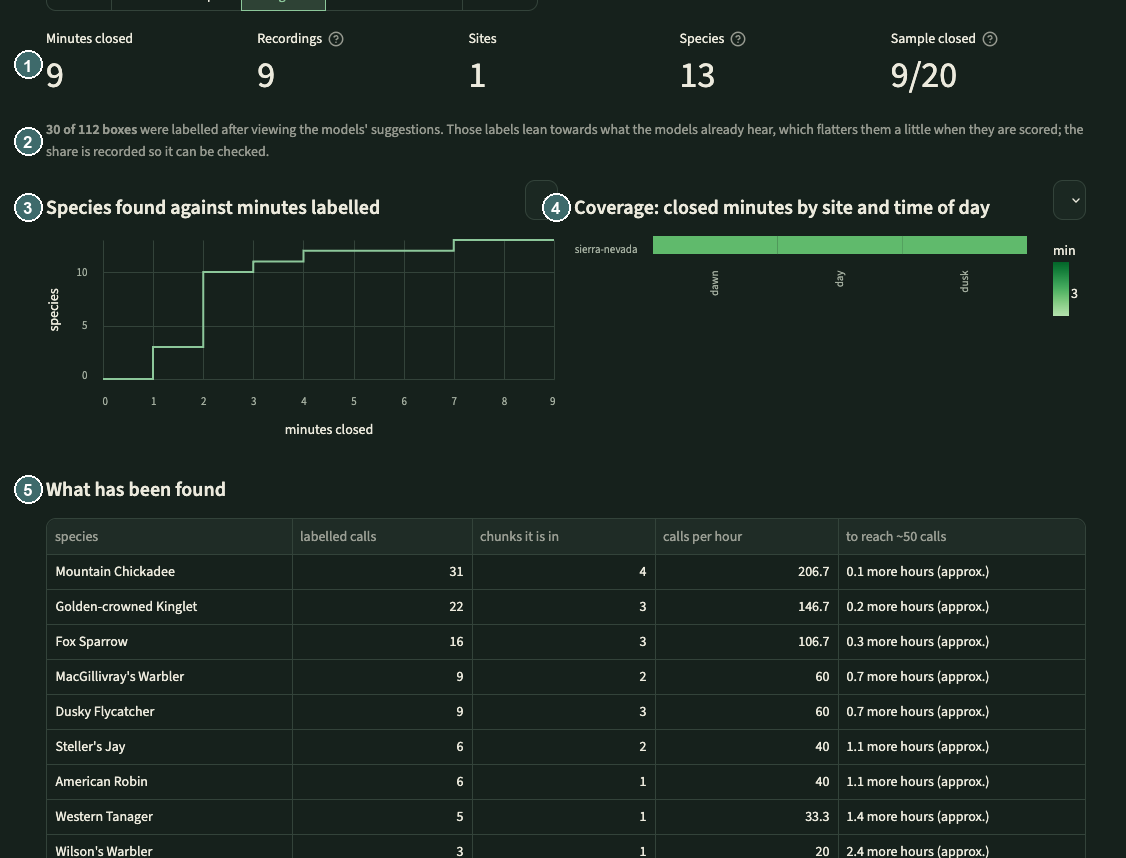 Minutes closed
Recordings ?
Sites
Species ?
Sample closed ?
1
9
9
1
13
9/20
2
30 of 112 boxes were labelled after viewing the models' suggestions. Those labels lean towards what the models already hear, which flatters them a little when they are scored; the
share is recorded so it can be checked.
3 Species found against minutes labelled
10
5
0
species
0 1 2 3 4 5 6 7 8 9
minutes closed
4 Coverage: closed minutes by site and time of day
sierra-nevada
dawn
day
dusk
min
3
5 What has been found
species labelled calls chunks it is in calls per hour to reach ~50 calls
Mountain Chickadee 31 4 206.7 0.1 more hours (approx.)
Golden-crowned Kinglet 22 3 146.7 0.2 more hours (approx.)
Fox Sparrow 16 3 106.7 0.3 more hours (approx.)
MacGillivray's Warbler 9 2 60 0.7 more hours (approx.)
Dusky Flycatcher 9 3 60 0.7 more hours (approx.)
Steller's Jay 6 2 40 1.1 more hours (approx.)
American Robin 6 1 40 1.1 more hours (approx.)
Western Tanager 5 1 33.3 1.4 more hours (approx.)
Wilson's Warbler 3 1 20 2.4 more hours (approx.)